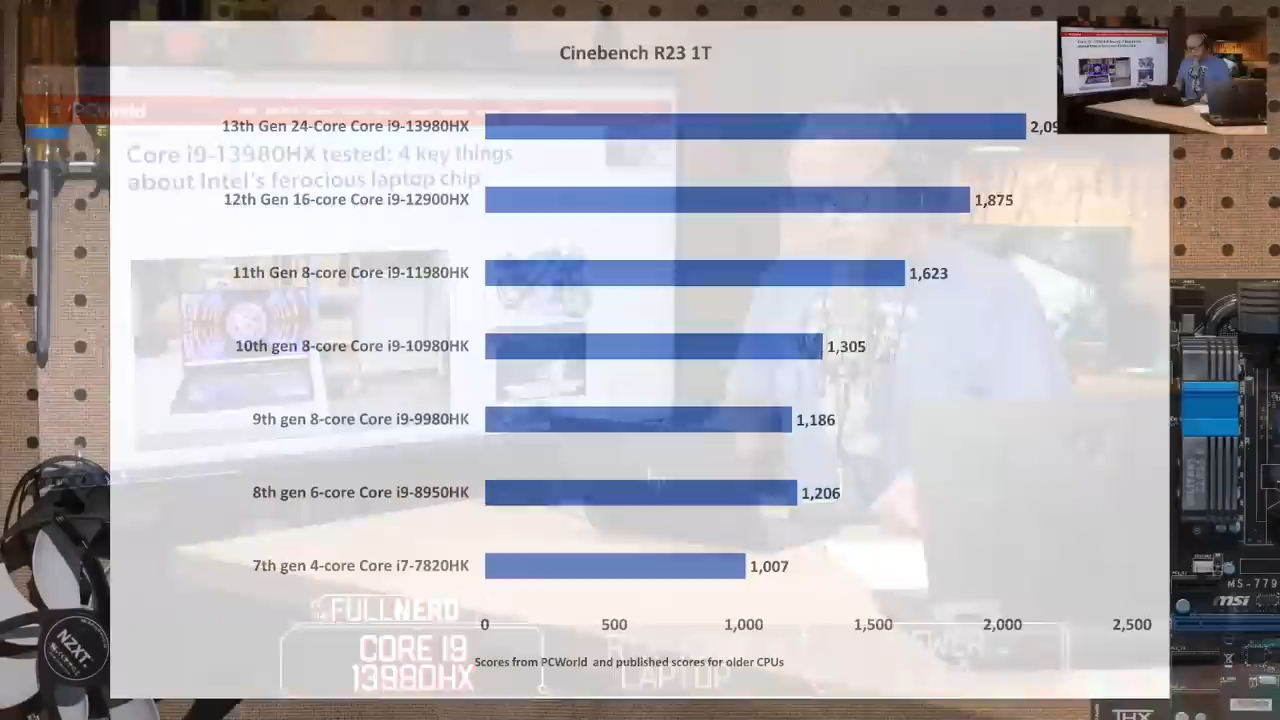 Cinebench R23 1T
PCWorld
13th Gen 24-Core Core i9-13980HX 2,09
Core i9-13980HX tested: 4 key things
about Intel's ferocious laptop chip
12th Gen 16-core Core i9-12900HX 1,875
11th Gen 8-core Core i9-11980HK 1,623
10th gen 8-core Core i9-10980HK 1,305
9th gen 8-core Core i9-9980HK 1,186
8th gen 6-core Core i9-8950HK 1,206
7th gen 4-core Core i7-7820HK 1,007
MS-779
msi
FULLNERD
0 500 1,000 1,500 2,000 2,500
CORE I9
13980HX
LAPTOP
Scores from PCWorld and published scores for older CPUs
NZXT